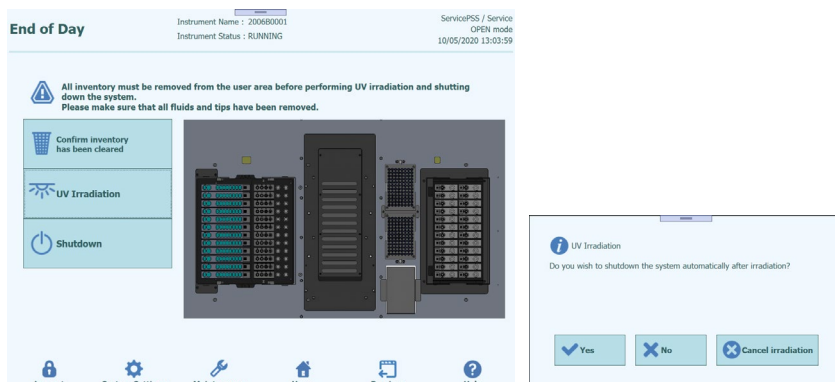 End of Day
Instrument Name : 2006B0001
Instrument Status : RUNNING
ServicePSS / Service
OPEN mode
10/05/2020 13:03:59
All inventory must be removed from the user area before performing UV irradiation and shutting
down the system.
Please make sure that all fluids and tips have been removed.
Confirm inventory
has been cleared
UV Irradiation
Shutdown
UV Irradiation
Do you wish to shutdown the system automatically after irradiation?
Yes
No
Cancel irradiation